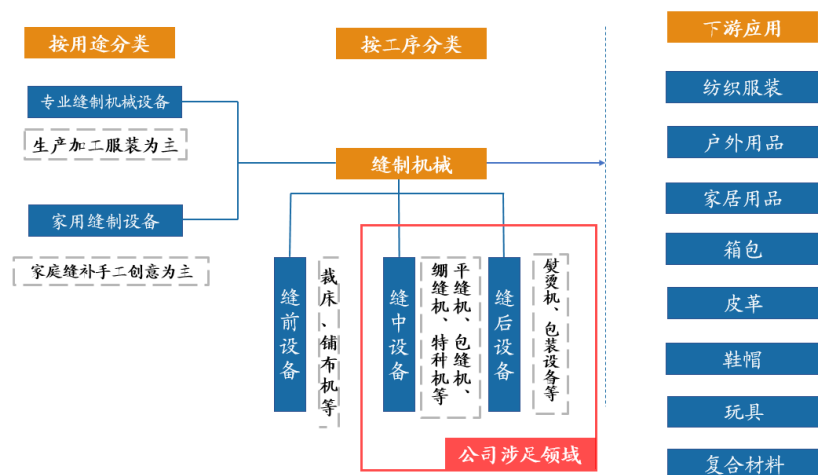 按用途分类
按工序分类
下游应用
专业缝制机械设备
生产加工服装为主
家用缝制设备
家庭缝补手工创意为主
缝制机械
缝前设备
裁床、铺布机等
缝中设备
平缝机、包缝机、
绷缝机、特种机等
缝后设备
熨烫机、包装设备等
公司涉足领域
纺织服装
户外用品
家居用品
箱包
皮革
鞋帽
玩具
复合材料